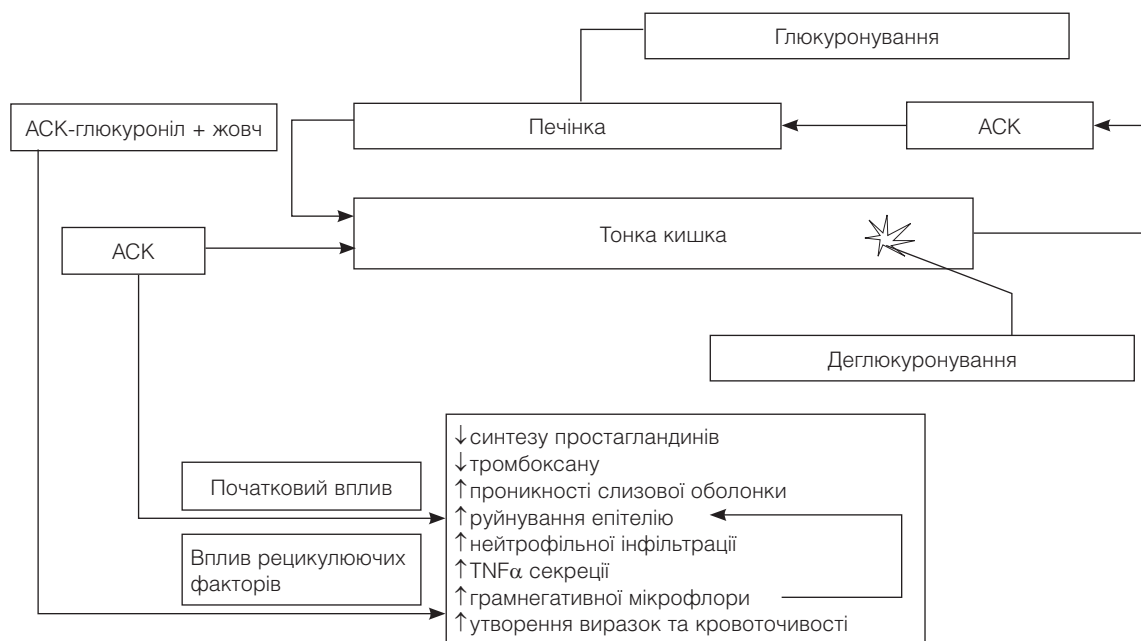 Глюкуронування
АСК-глюкуроніл + жовч
Печінка
АСК
Тонка кишка
АСК
Деглюкуронування
↓синтезу простагландинів
↓тромбоксану
Початковий вплив
↑проникності слизової оболонки
↑руйнування епітелію
↑нейтрофільної інфільтрації
Вплив рецикулюючих
факторів
↑TNFα секреції
↑грамнегативної мікрофлори
↑утворення виразок та кровоточивості